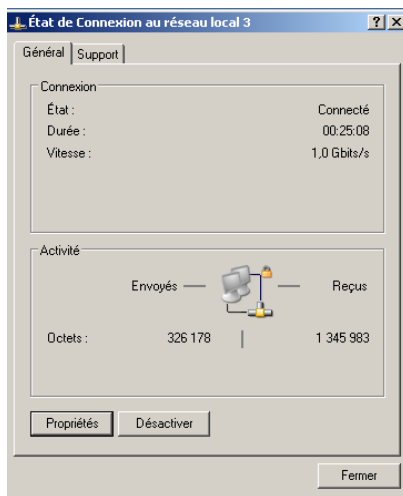 État de Connexion au réseau local 3
Général Support
Connexion
État : Connecté
Durée : 00:25:08
Vitesse : 1,0 Gbits/s
Activité
Envoyés — — Reçus
Octets : 326 178 | 1 345 983
Propriétés Désactiver
Fermer